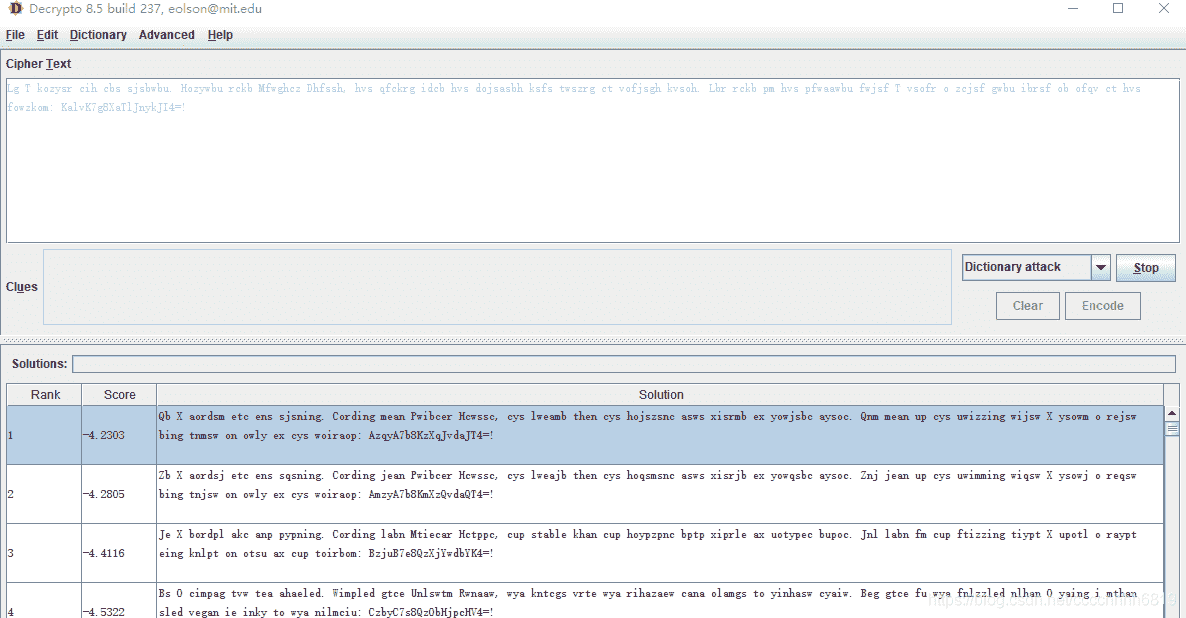 Decrypto 8.5 build 237, eolson@mit.edu
File Edit Dictionary Advanced Help
Cipher Text
Lg T kozysr cih cbs sjsbwbu. Hozywbu rckb Mfwghcz Dhfssh, hvs qfckrg idcb hvs dojsasbh ksfs twszrg ct vofjsgh kvsoh. Lbr rckb pm hvs pfwaawbu fwjsf T vsofr o zcjsf gwbu ibrsf ob ofqv ct hvs
fowzkom: KalvK7g8XaTlJnykJI4=!
Clues
Dictionary attack
Stop
Clear Encode
Solutions:
Rank Score Solution
1 -4.2303 Qb X aordsm etc ens sjsning. Cording mean Pwibcer Hcwssc, cys lweamb then cys hojszsnc asws xisrmb ex yowjsbc aysoc. Qnm mean up cys uwizzing wijsw X ysowm o rejsw
bing tnmsw on owly ex cys woiraop: AzqyA7b8KzXqJvdaJT4=!
2 -4.2805 Zb X aordsj etc ens sqsning. Cording jean Pwibcer Hcwssc, cys lweajb then cys hoqsmsnc asws xisrjb ex yowqsbc aysoc. Znj jean up cys uwimming wiqsw X ysowj o reqsw
bing tnjsw on owly ex cys woiraop: AmzyA7b8KmXzQvdaQT4=!
3 -4.4116 Je X bordpl akc anp pypning. Cording labn Mtiecar Hctppc, cup stable khan cup hoypzpnc bptp xiprle ax uotypec bupoc. Jnl labn fm cup ftizzing tiypt X upotl o raypt
eing knlpt on otsu ax cup toirbom: BzjuB7e8QzXjYwdbYK4=!
4 -4.5322 Bs O cimpag tvw tea ahaeled. Wimpled gtce Unlswtm Rwnaaw, wya kntcgs vrte wya rihazaew cana olamgs to yinhasw cyaiw. Beg gtce fu wya fnlzzled nlhan O yaing i mthan
sled vegan ie inky to wya nilmciu: CzbyC7s8QzObHjpcHV4=!